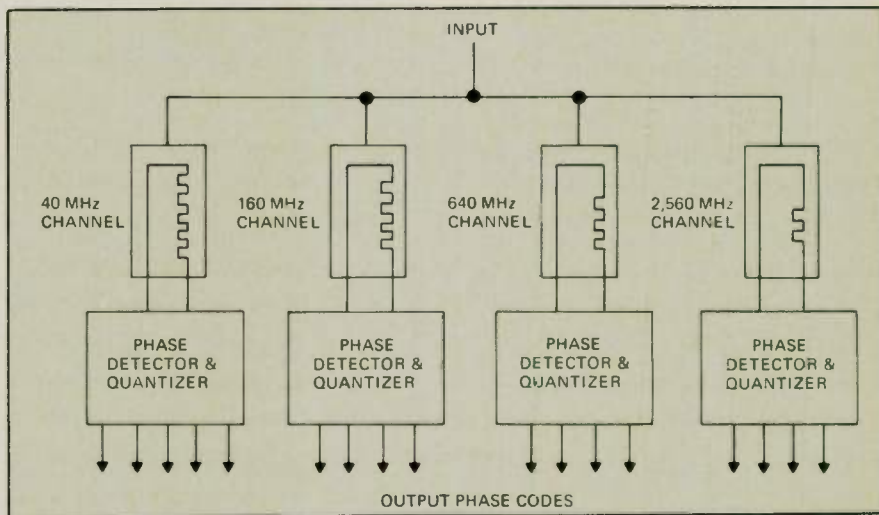 INPUT
40 MHz
CHANNEL
160 MHz
CHANNEL
640 MHz
CHANNEL
2,560 MHz
CHANNEL
PHASE
DETECTOR &
QUANTIZER
PHASE
DETECTOR &
QUANTIZER
PHASE
DETECTOR &
QUANTIZER
PHASE
DETECTOR &
QUANTIZER
OUTPUT PHASE CODES